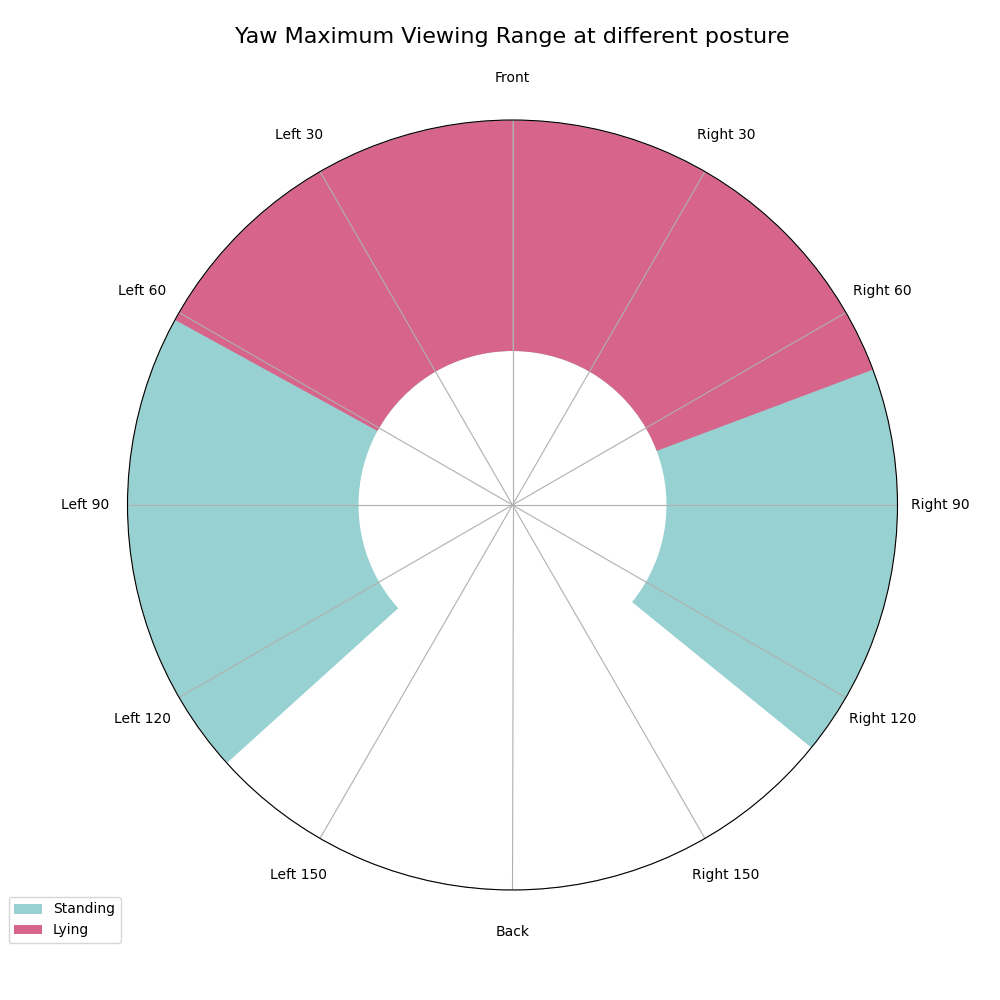 Yaw Maximum Viewing Range at different posture
Front
Left 30
Right 30
Left 60
Right 60
Left 90
Right 90
Left 120
Right 120
Left 150
Right 150
Back
Standing
Lying